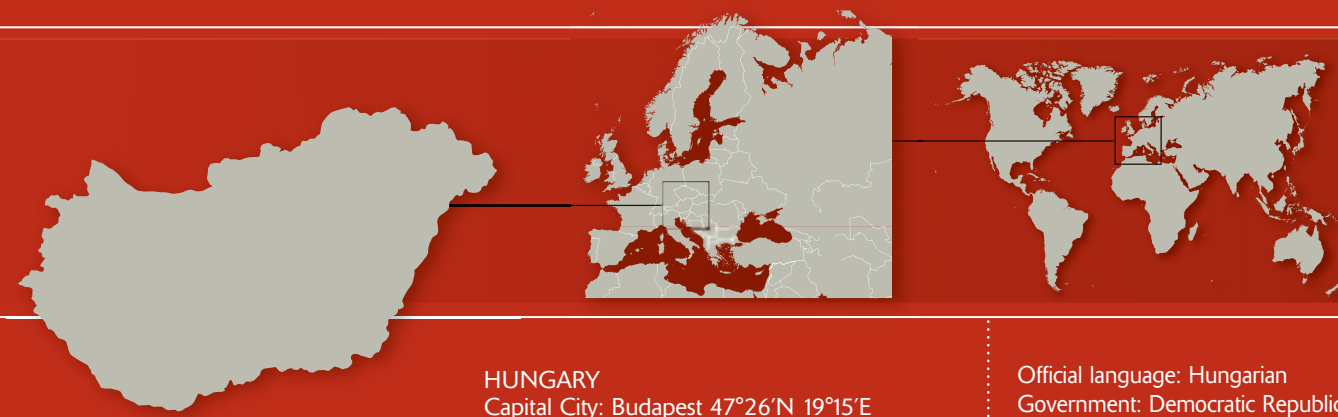 HUNGARY
Capital City: Budapest 47°26′N 19°15′E
Official language: Hungarian
Government: Democratic Republic